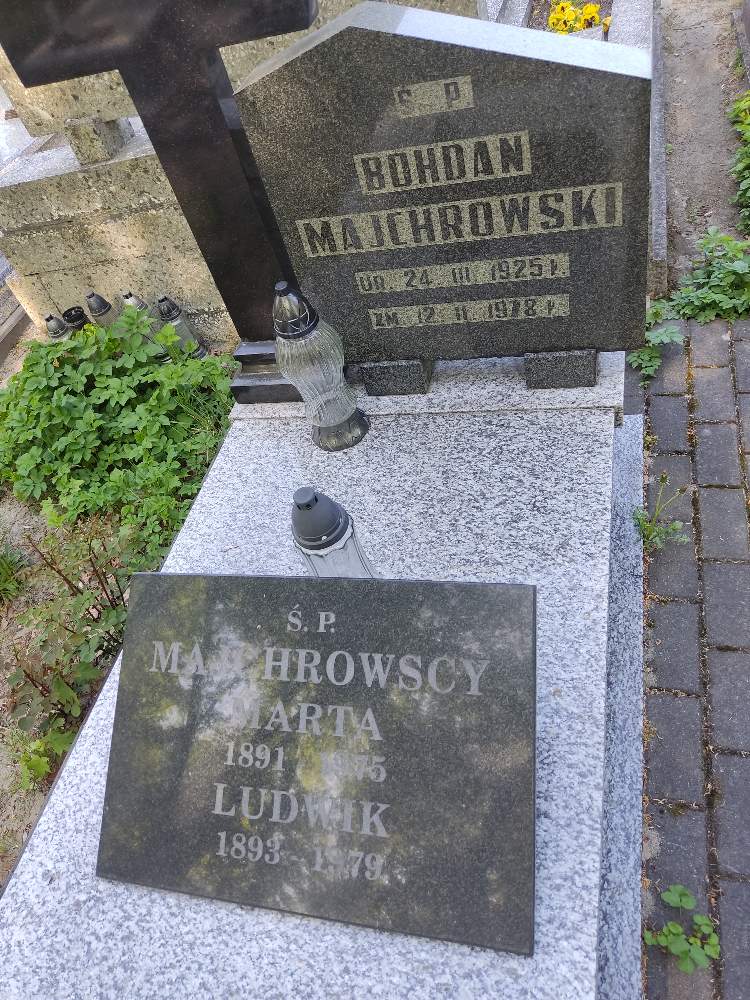 Ś P
BOHDAN
MAJCHROWSKI
UR. 24. III. 1925 r.
ZM. 12. II. 1978 r.
Ś. P.
MAJCHROWSCY
MARTA
1891 - 1975
LUDWIK
1893 - 1979